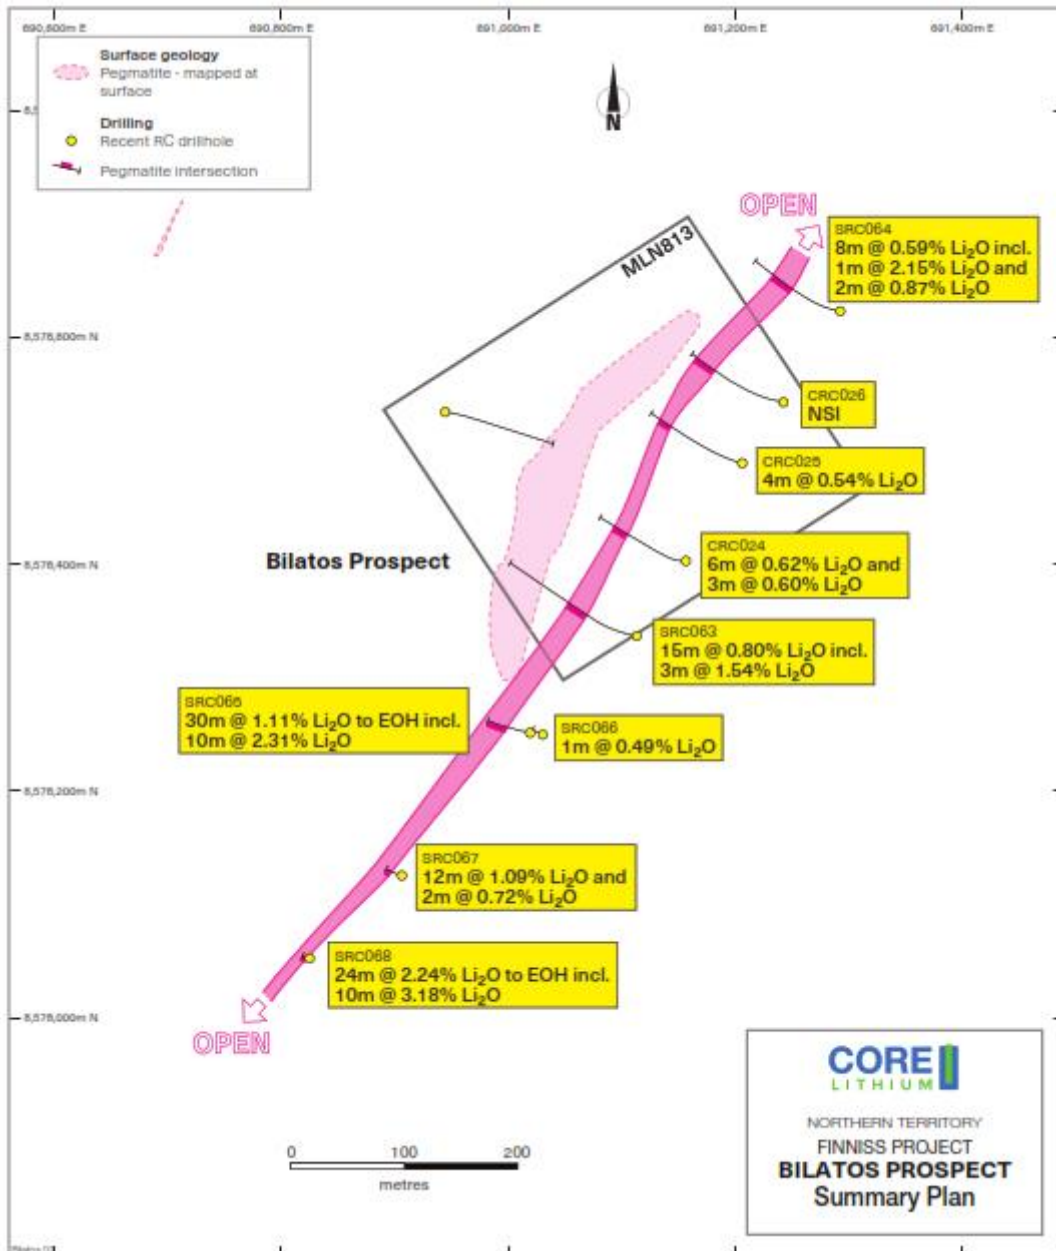 690,600m E
690,800m E
691,000m E
691,200m E
691,400m E
Surface geology
Pegmatite - mapped at
surface
Drilling
Recent RC drillhole
Pegmatite intersection
N
OPEN
MLN813
SRC064
8m @ 0.59% Li₂O incl.
1m @ 2.15% Li₂O and
2m @ 0.87% Li₂O
8,576,600m N
CRC026
NSI
CRC025
4m @ 0.54% Li₂O
Bilatos Prospect
8,576,400m N
CRC024
6m @ 0.62% Li₂O and
3m @ 0.60% Li₂O
SRC063
15m @ 0.80% Li₂O incl.
3m @ 1.54% Li₂O
SRC065
30m @ 1.11% Li₂O to EOH incl.
10m @ 2.31% Li₂O
SRC066
1m @ 0.49% Li₂O
8,576,200m N
SRC067
12m @ 1.09% Li₂O and
2m @ 0.72% Li₂O
SRC068
24m @ 2.24% Li₂O to EOH incl.
10m @ 3.18% Li₂O
8,576,000m N
OPEN
0 100 200
metres
CORE
LITHIUM
NORTHERN TERRITORY
FINNISS PROJECT
BILATOS PROSPECT
Summary Plan